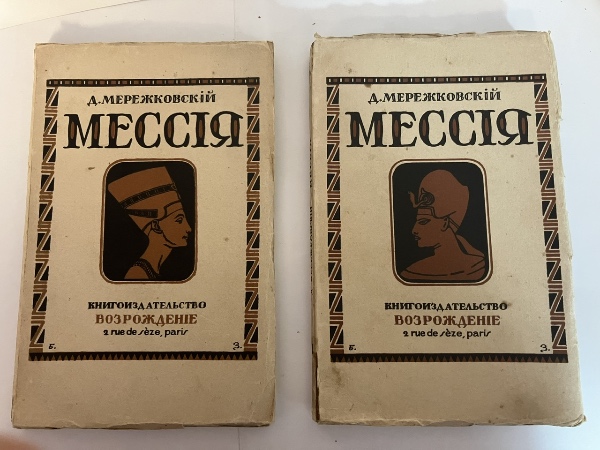 Д. МЕРЕЖКОВСКІЙ
МЕССІЯ
КНИГОИЗДАТЕЛЬСТВО
ВОЗРОЖДЕНІЕ
2 rue de sèze, paris
Б. З.
Д. МЕРЕЖКОВСКІЙ
МЕССІЯ
КНИГОИЗДАТЕЛЬСТВО
ВОЗРОЖДЕНІЕ
2 rue de sèze, paris
Б. З.